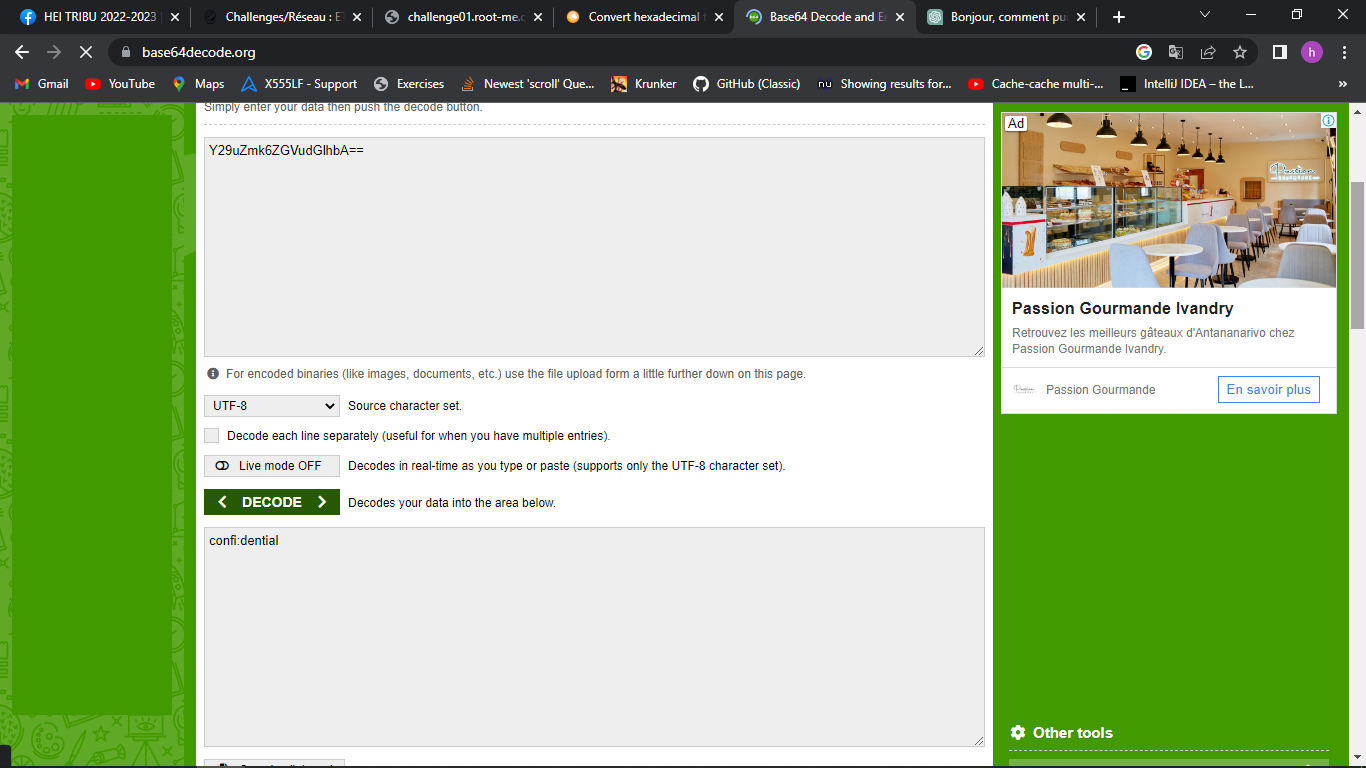 HEI TRIBU 2022-2023
Challenges/Réseau : E
challenge01.root-me.
Convert hexadecimal
Base64 Decode and E
Bonjour, comment pu
base64decode.org
h
Gmail
YouTube
Maps
X555LF - Support
Exercises
Newest 'scroll' Que...
Krunker
GitHub (Classic)
nu
Showing results for...
Cache-cache multi-...
IntelliJ IDEA – the L...
»
Simply enter your data then push the decode button.
Y29uZmk6ZGVudGlhbA==
For encoded binaries (like images, documents, etc.) use the file upload form a little further down on this page.
UTF-8
Source character set.
Decode each line separately (useful for when you have multiple entries).
Live mode OFF
Decodes in real-time as you type or paste (supports only the UTF-8 character set).
DECODE
Decodes your data into the area below.
confi:dential
Ad
Passion Gourmande Ivandry
Retrouvez les meilleurs gâteaux d'Antananarivo chez
Passion Gourmande Ivandry.
Passion Gourmande
En savoir plus
Other tools